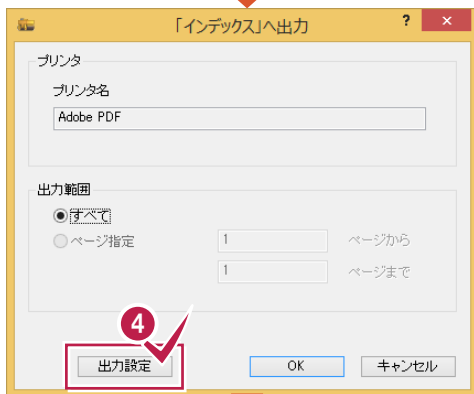 「インデックス」へ出力 ? ×
プリンタ
プリンタ名
Adobe PDF
出力範囲
すべて
ページ指定 1 ページから
1 ページまで
4
出力設定 OK キャンセル